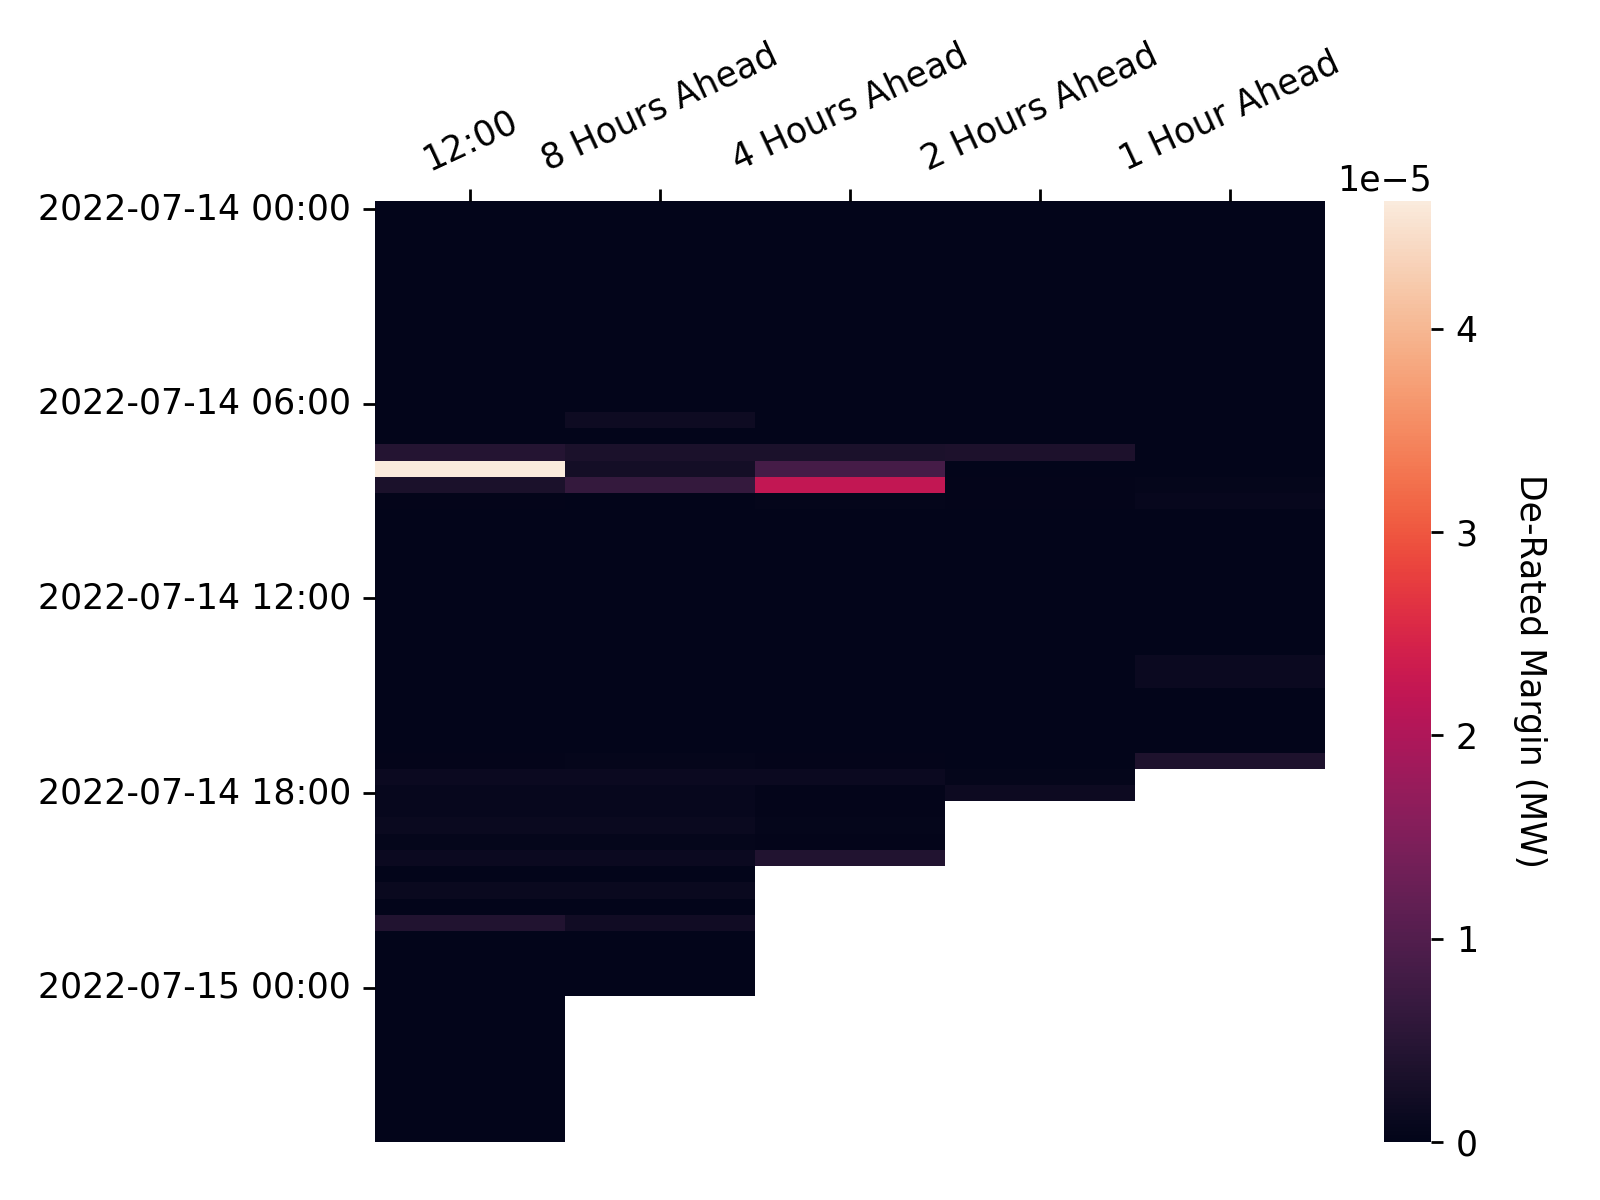 12:00
8 Hours Ahead
4 Hours Ahead
2 Hours Ahead
1 Hour Ahead
1e−5
2022-07-14 00:00
2022-07-14 06:00
2022-07-14 12:00
2022-07-14 18:00
2022-07-15 00:00
4
3
2
1
0
De-Rated Margin (MW)